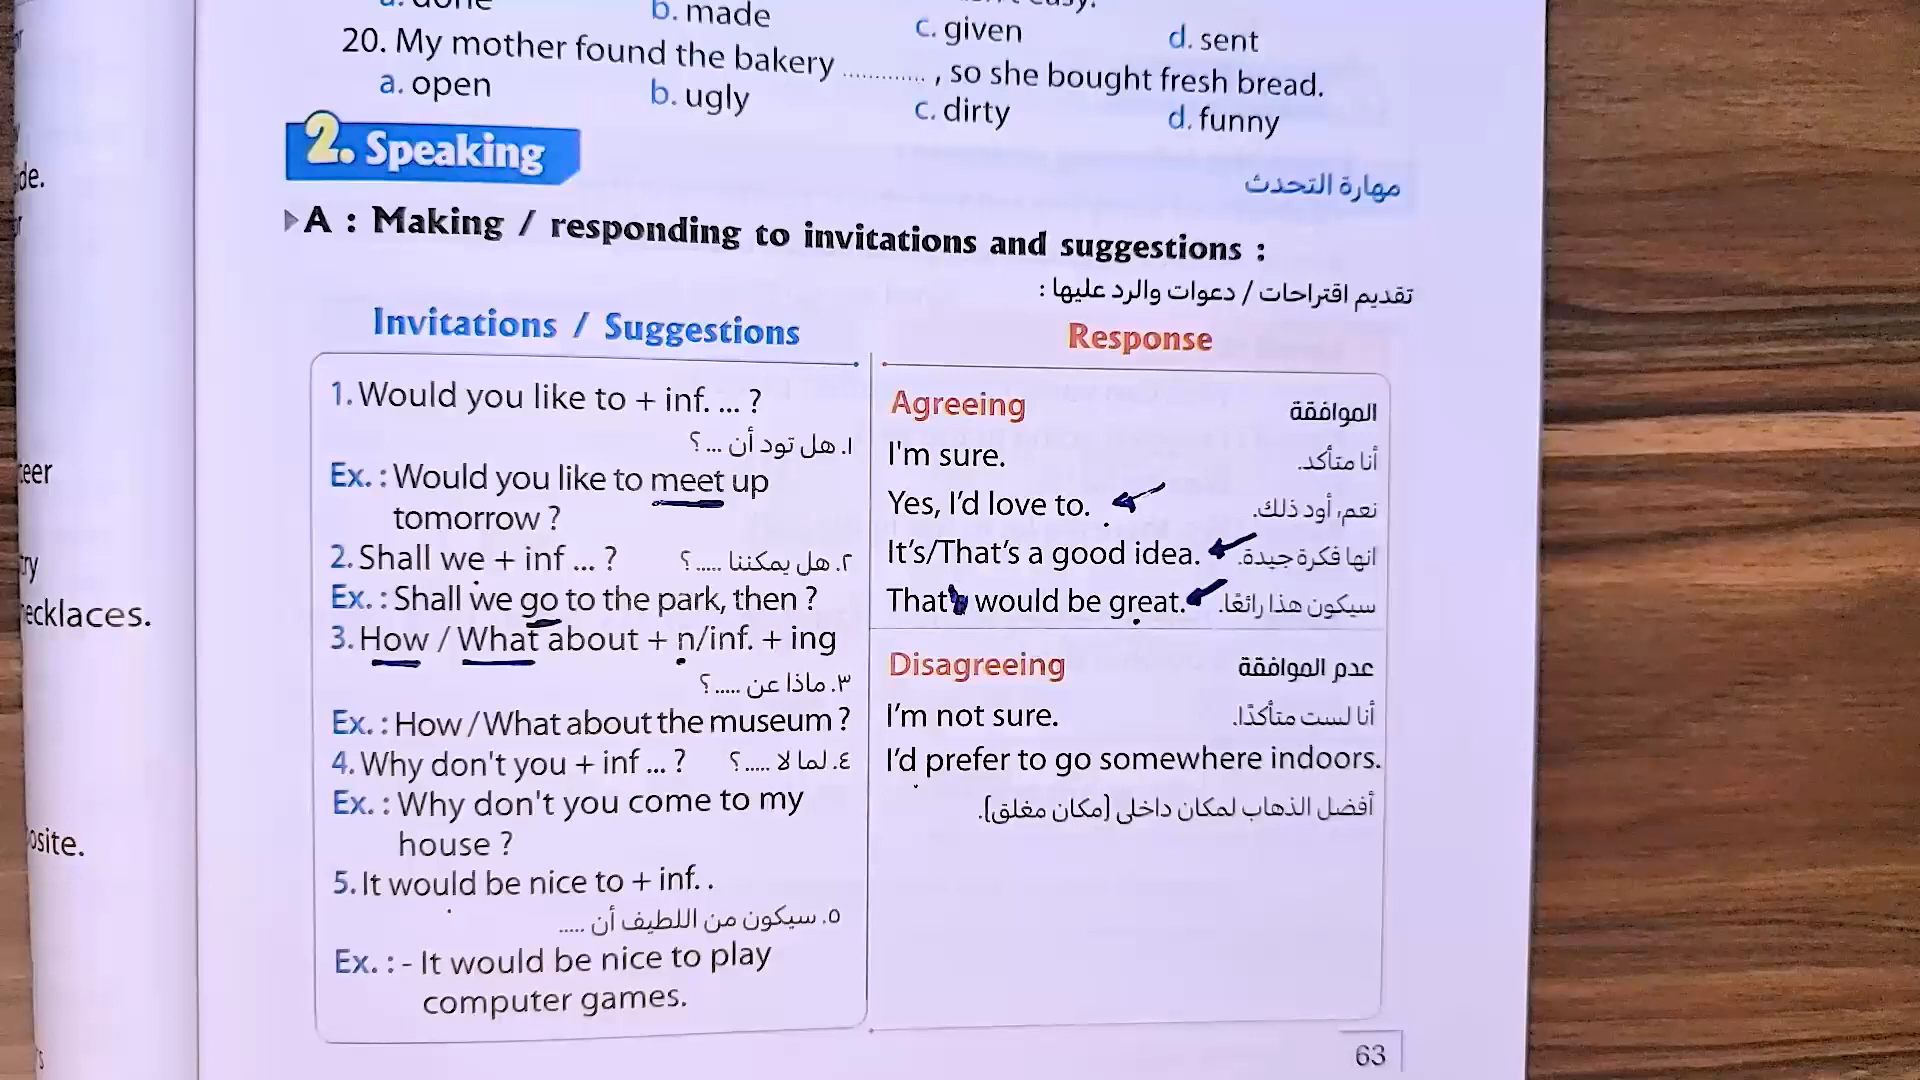 a. done b. made c. given d. sent
20. My mother found the bakery ............. , so she bought fresh bread.
a. open b. ugly c. dirty d. funny
2. Speaking
مهارة التحدث
A : Making / responding to invitations and suggestions :
تقديم اقتراحات / دعوات والرد عليها :
Invitations / Suggestions
1. Would you like to + inf. ... ?
١. هل تود أن ... ؟
Ex. : Would you like to meet up
tomorrow ?
2. Shall we + inf ... ? ٢. هل يمكننا ..... ؟
Ex. : Shall we go to the park, then ?
3. How / What about + n/inf. + ing
٣. ماذا عن ..... ؟
Ex. : How / What about the museum ?
4. Why don't you + inf ... ? ٤. لما لا ..... ؟
Ex. : Why don't you come to my
house ?
5. It would be nice to + inf. .
٥. سيكون من اللطيف أن .....
Ex. : - It would be nice to play
computer games.
Response
Agreeing الموافقة
I'm sure. أنا متأكد.
Yes, I'd love to. نعم، أود ذلك.
It's/That's a good idea. انها فكرة جيدة.
That would be great. سيكون هذا رائعًا.
Disagreeing عدم الموافقة
I'm not sure. أنا لست متأكدًا.
I'd prefer to go somewhere indoors.
أفضل الذهاب لمكان داخلى (مكان مغلق).
63
de.
ecklaces.
osite.